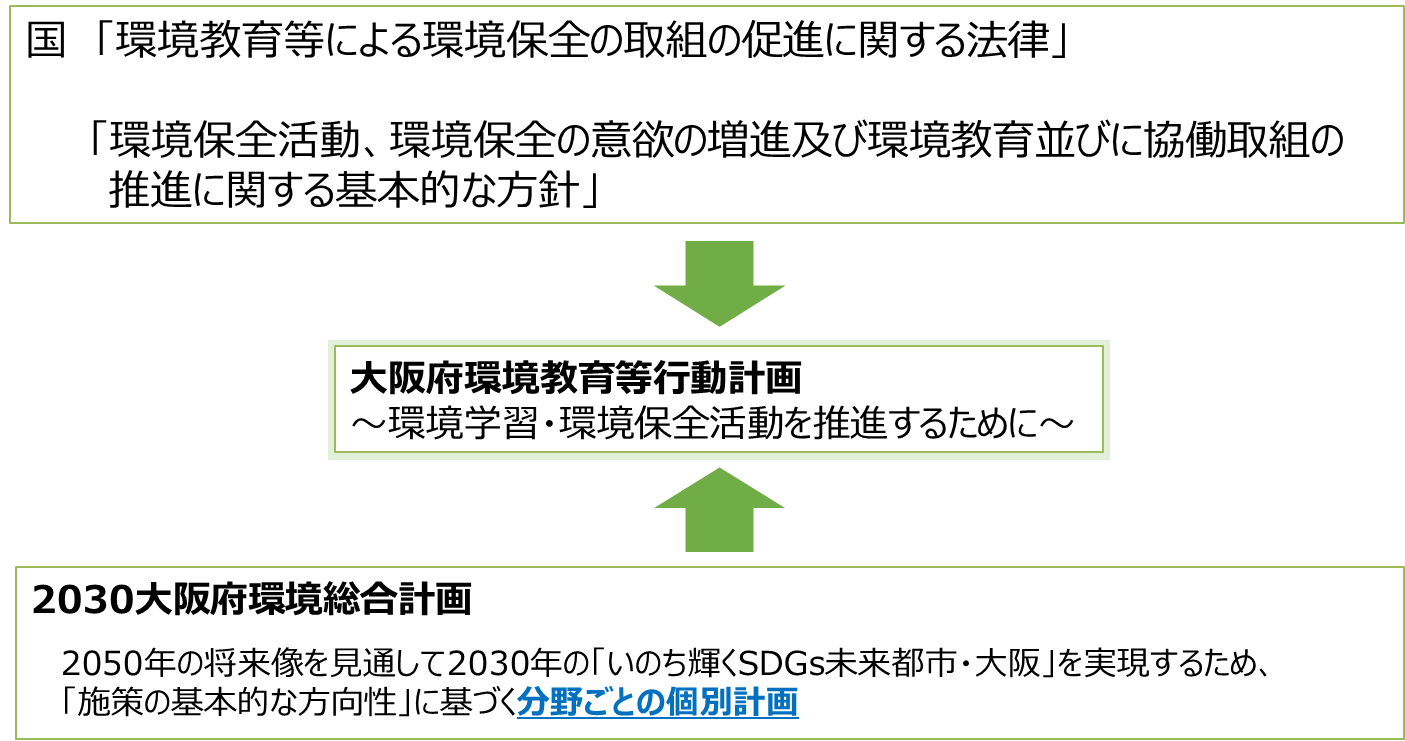 国 「環境教育等による環境保全の取組の促進に関する法律」
「環境保全活動、環境保全の意欲の増進及び環境教育並びに協働取組の
推進に関する基本的な方針」
大阪府環境教育等行動計画
～環境学習・環境保全活動を推進するために～
2030大阪府環境総合計画
2050年の将来像を見通して2030年の「いのち輝くSDGs未来都市・大阪」を実現するため、
「施策の基本的な方向性」に基づく分野ごとの個別計画